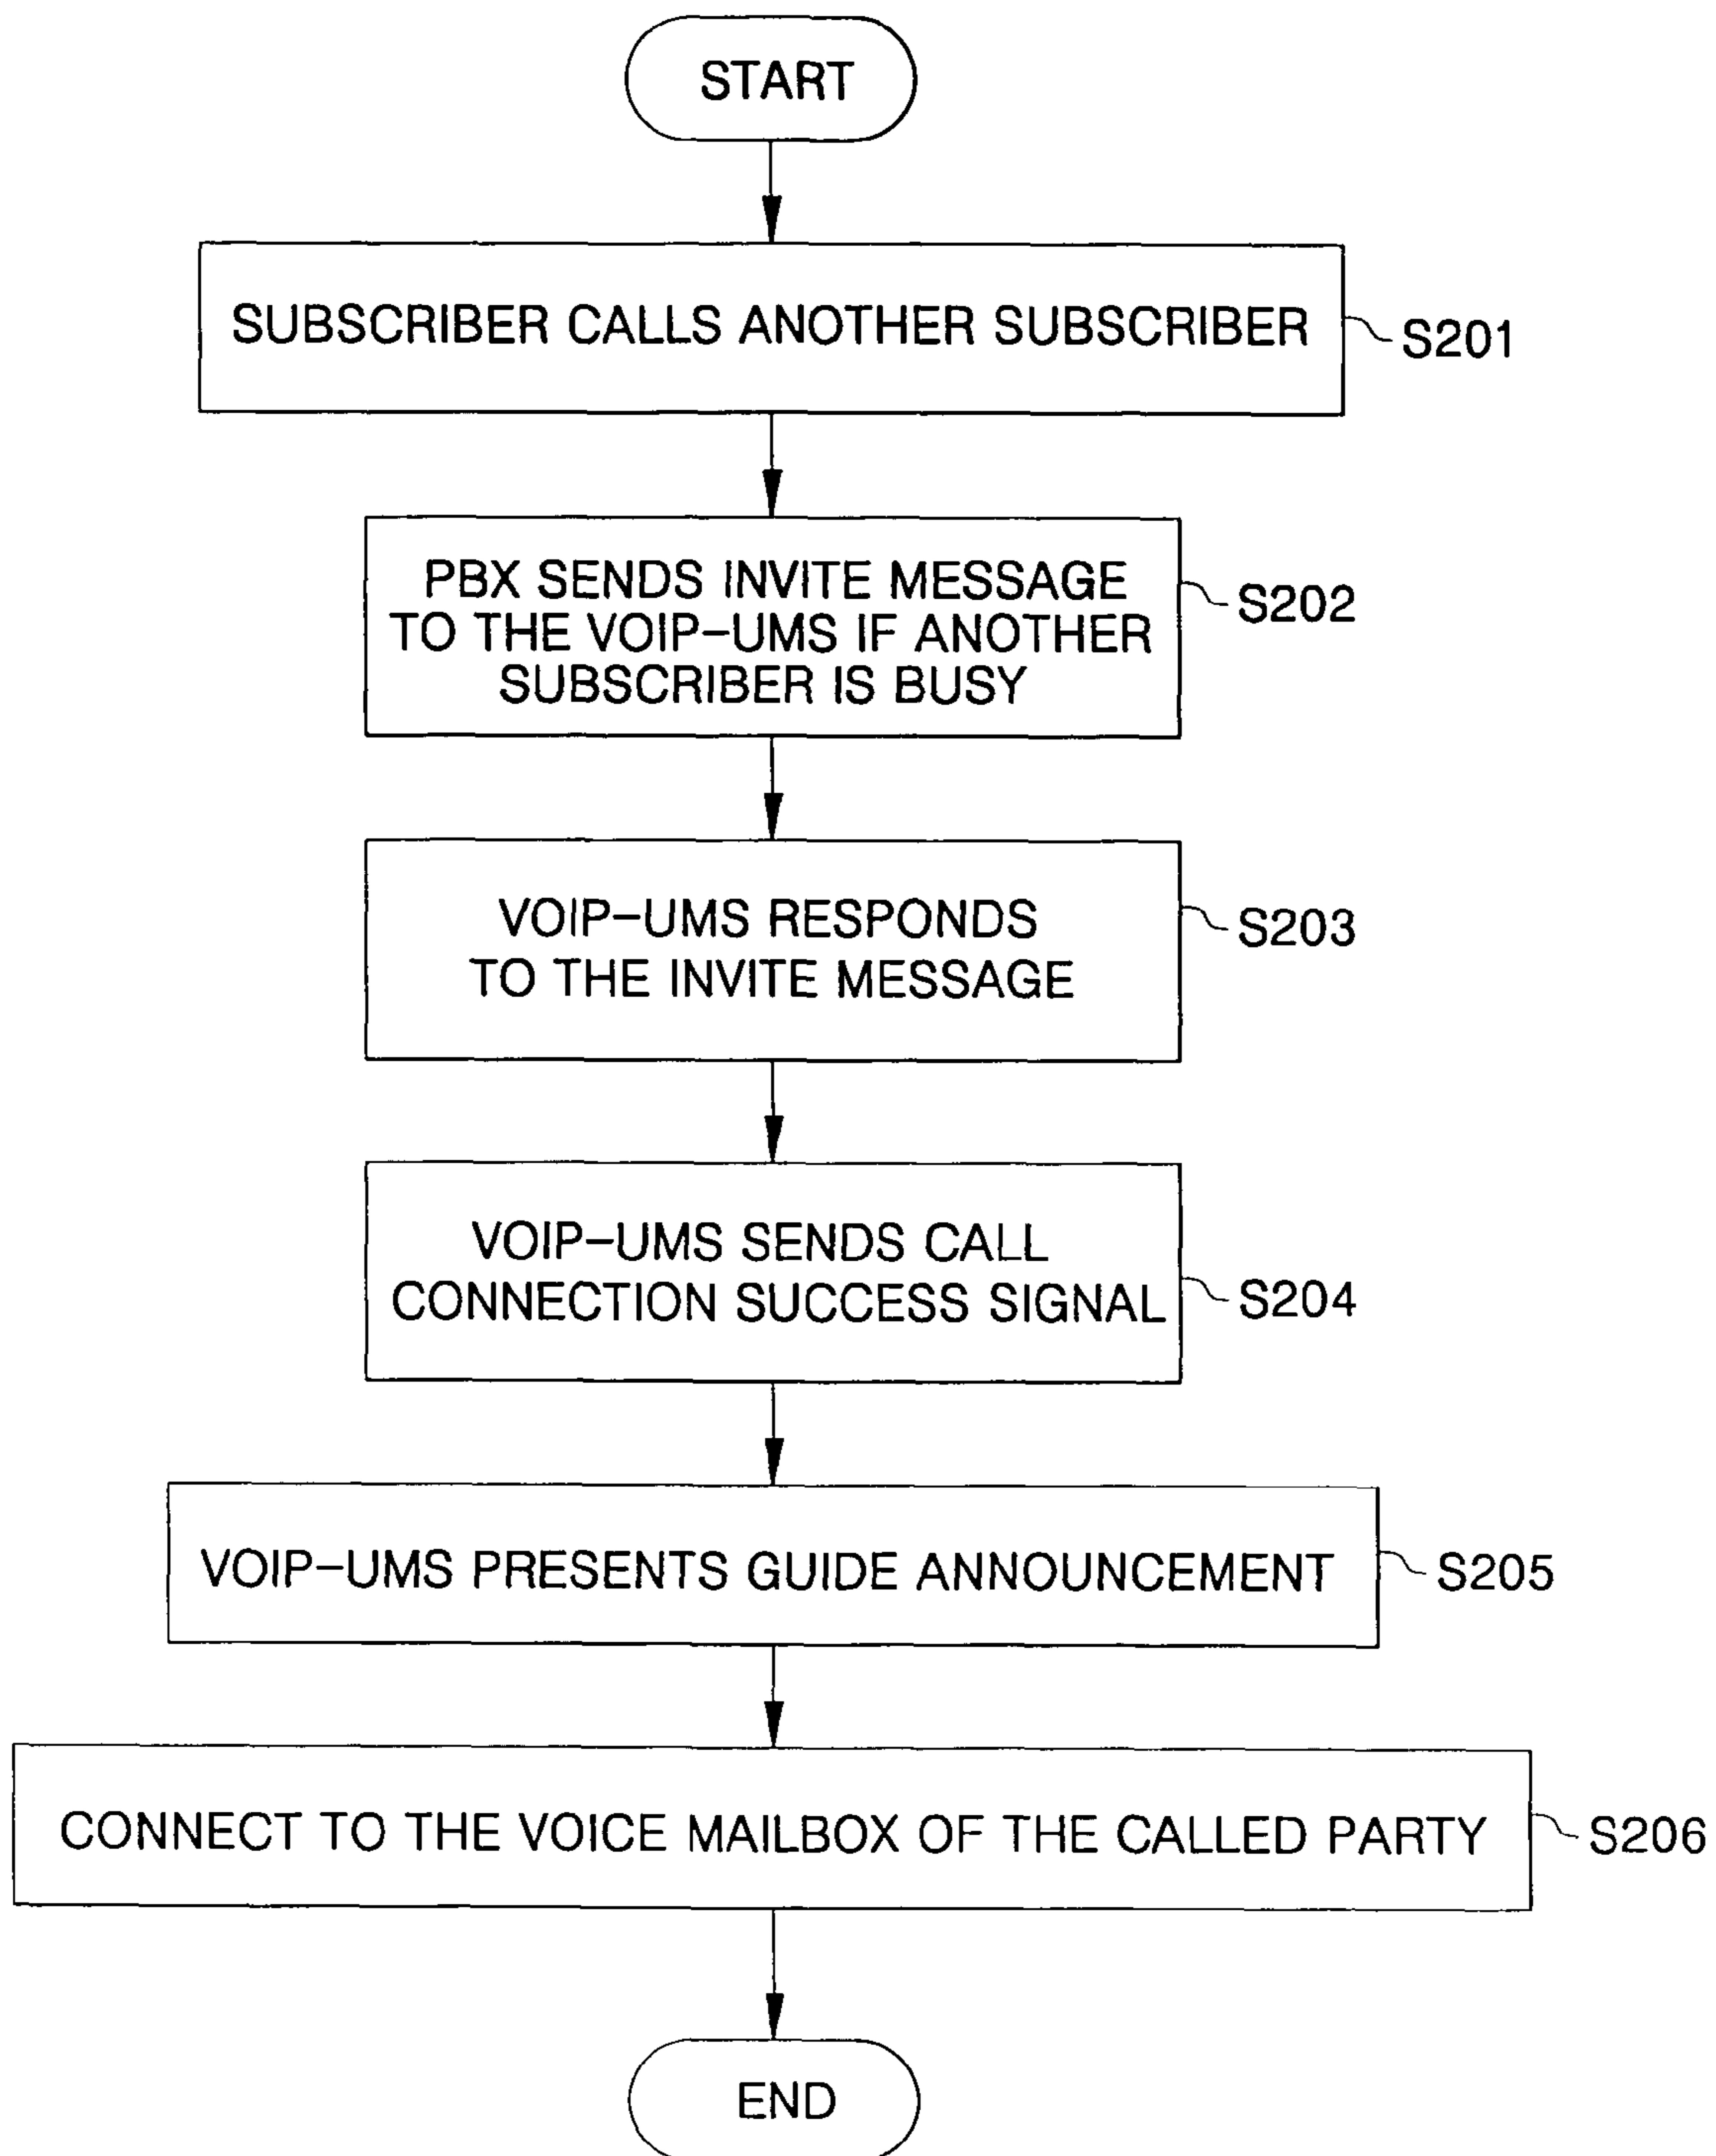 START
SUBSCRIBER CALLS ANOTHER SUBSCRIBER
S201
PBX SENDS INVITE MESSAGE
TO THE VOIP-UMS IF ANOTHER
SUBSCRIBER IS BUSY
S202
VOIP-UMS RESPONDS
TO THE INVITE MESSAGE
S203
VOIP-UMS SENDS CALL
CONNECTION SUCCESS SIGNAL
S204
VOIP-UMS PRESENTS GUIDE ANNOUNCEMENT
S205
CONNECT TO THE VOICE MAILBOX OF THE CALLED PARTY
S206
END